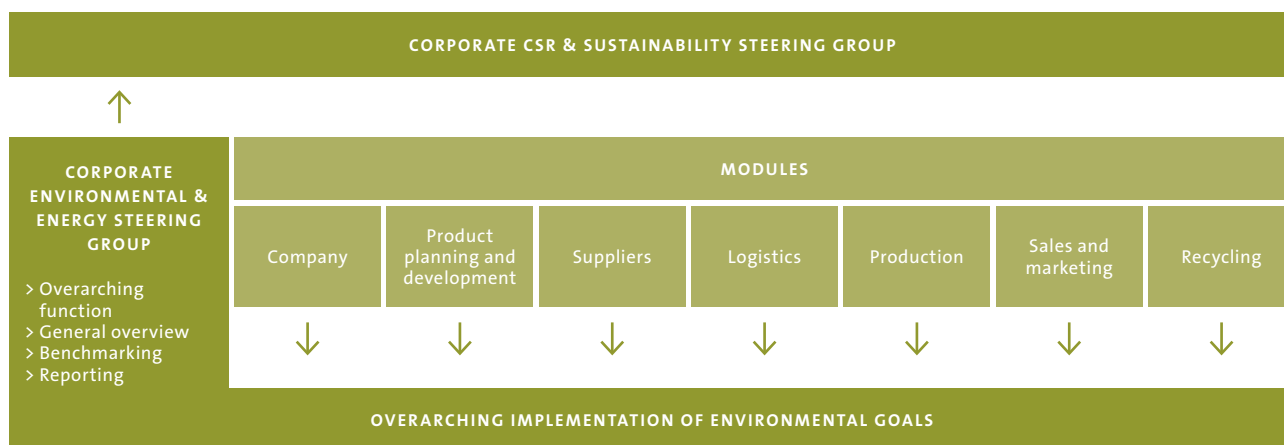 CORPORATE CSR & SUSTAINABILITY STEERING GROUP
CORPORATE
ENVIRONMENTAL &
ENERGY STEERING
GROUP
> Overarching
function
> General overview
> Benchmarking
> Reporting
MODULES
Company
Product
planning and
development
Suppliers
Logistics
Production
Sales and
marketing
Recycling
OVERARCHING IMPLEMENTATION OF ENVIRONMENTAL GOALS